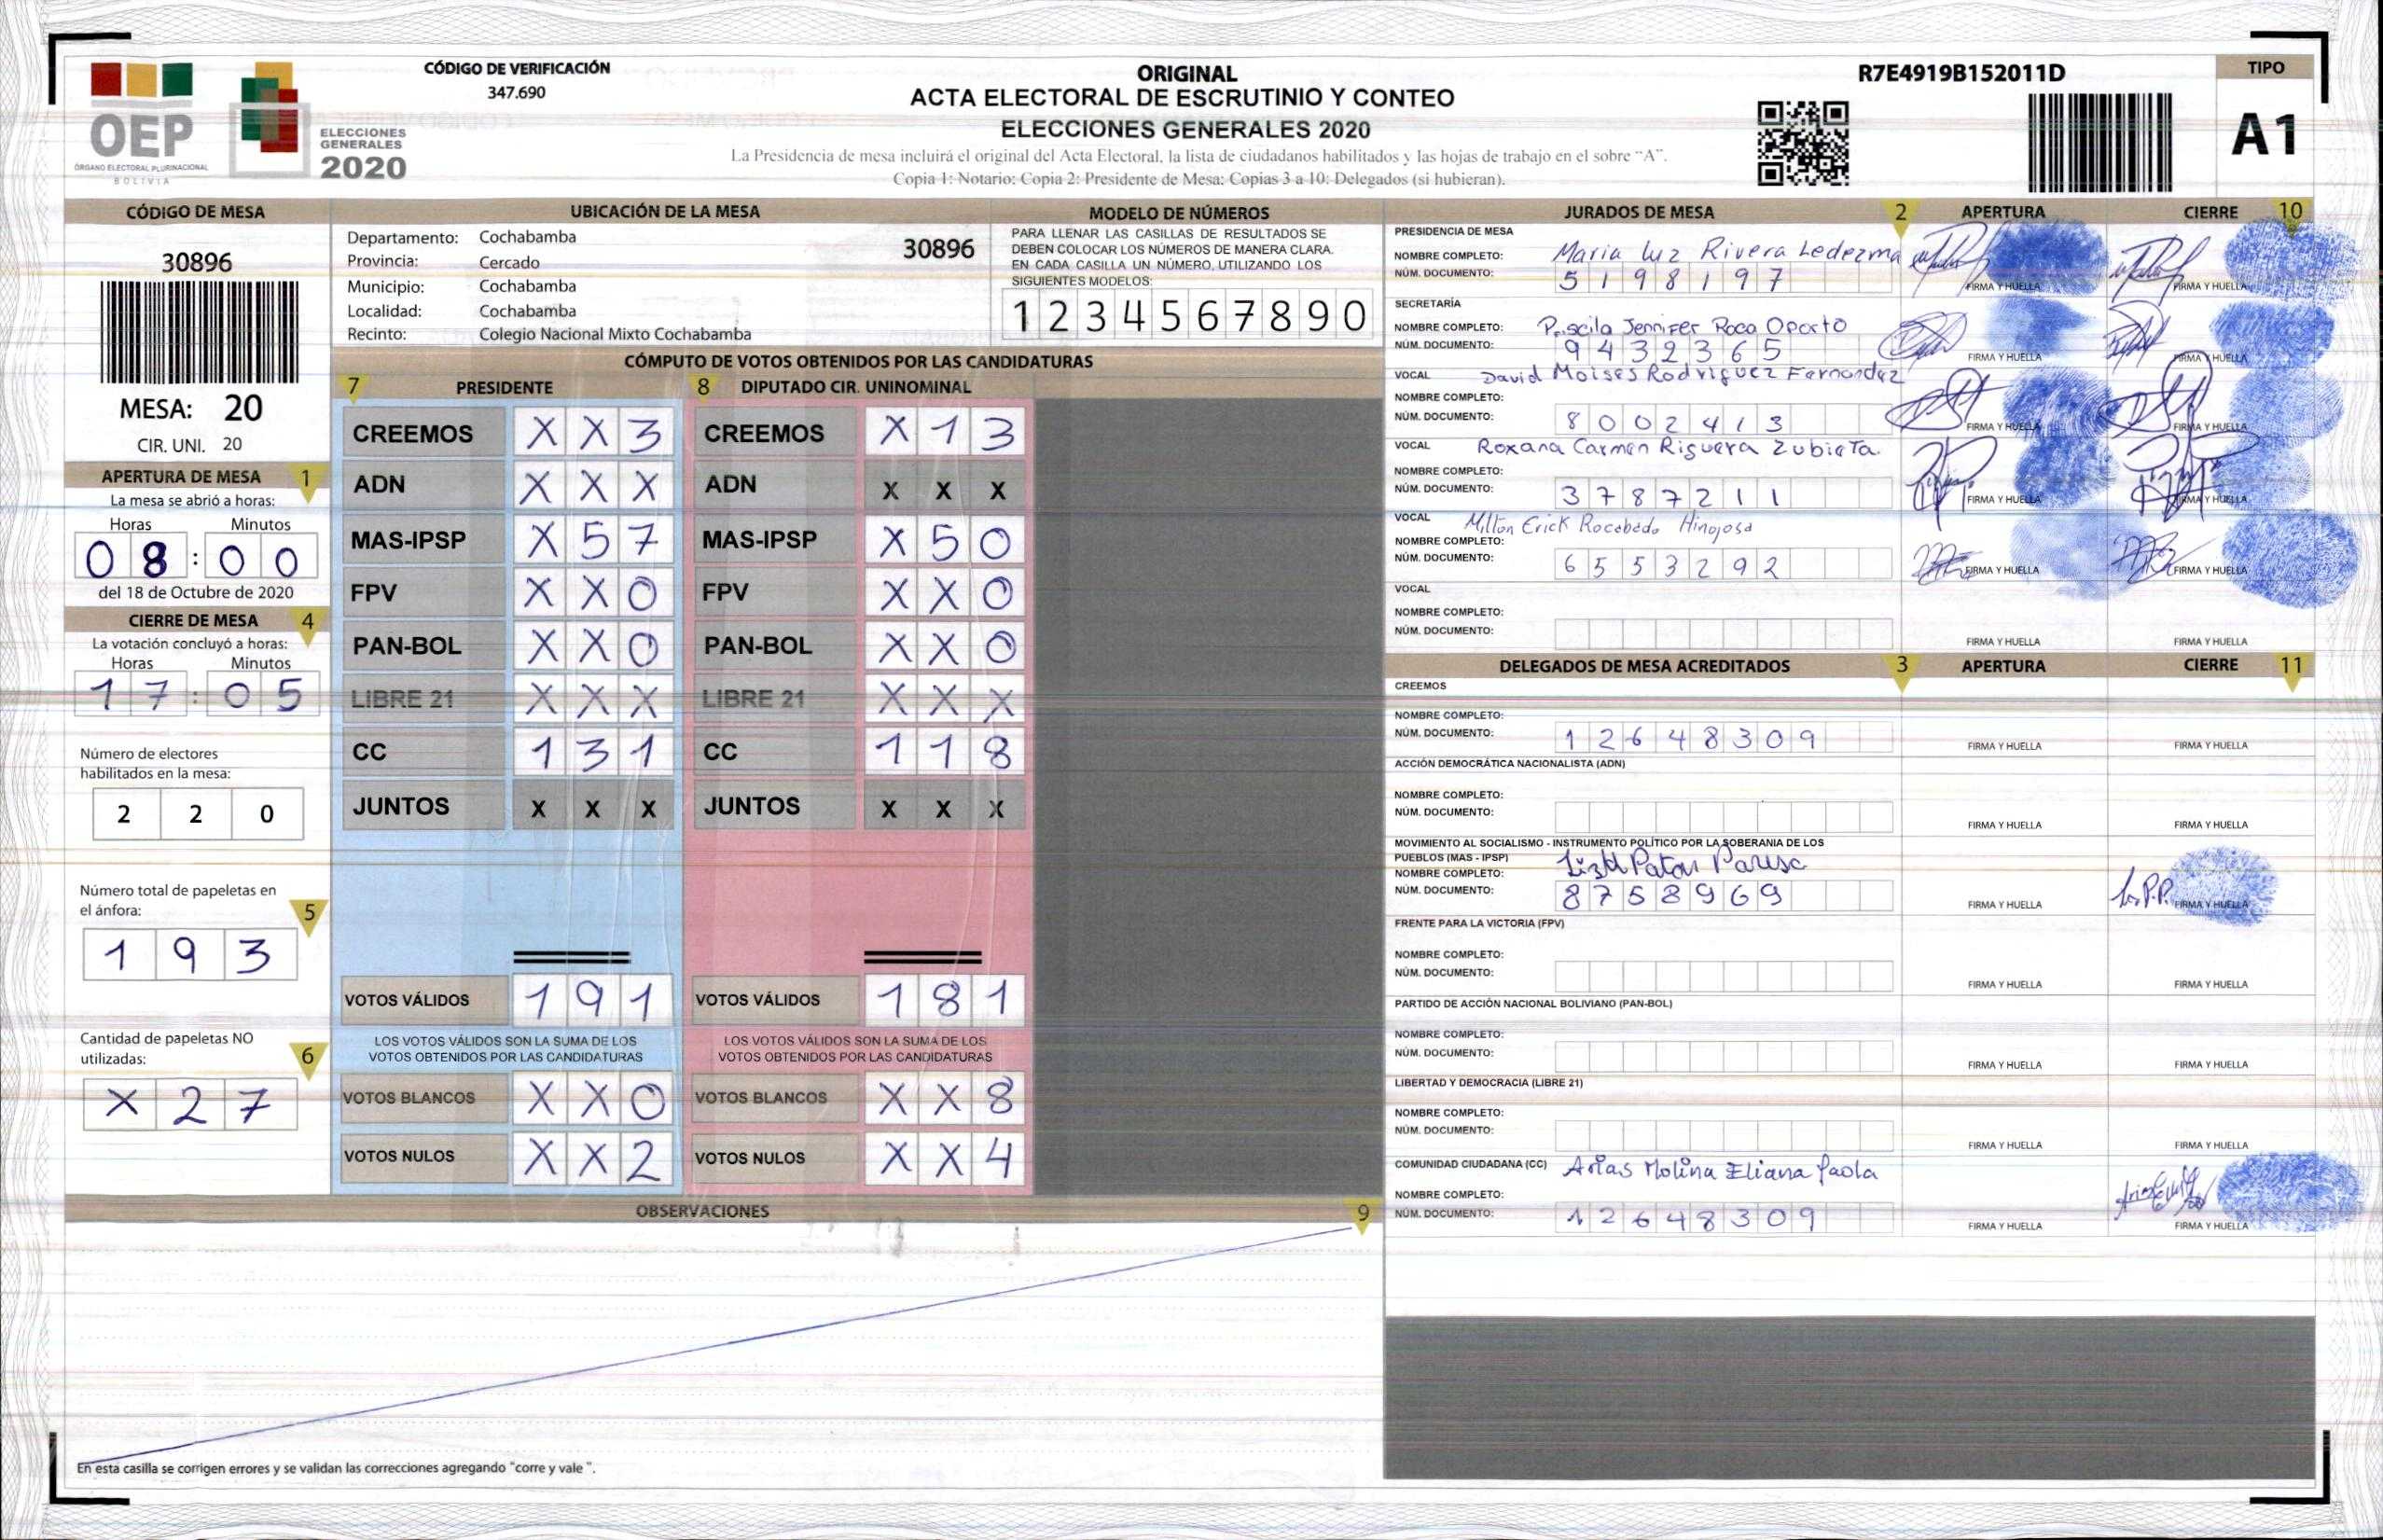 OEP
ÓRGANO ELECTORAL PLURINACIONAL
BOLIVIA
ELECCIONES
GENERALES
2020
CÓDIGO DE VERIFICACIÓN
347.690
ORIGINAL
ACTA ELECTORAL DE ESCRUTINIO Y CONTEO
ELECCIONES GENERALES 2020
La Presidencia de mesa incluirá el original del Acta Electoral, la lista de ciudadanos habilitados y las hojas de trabajo en el sobre "A".
Copia 1: Notario; Copia 2: Presidente de Mesa; Copias 3 a 10: Delegados (si hubieran).
R7E4919B152011D
TIPO
A1
CÓDIGO DE MESA
30896
MESA: 20
CIR. UNI. 20
APERTURA DE MESA 1
La mesa se abrió a horas:
Horas Minutos
0 8 : 0 0
del 18 de Octubre de 2020
CIERRE DE MESA 4
La votación concluyó a horas:
Horas Minutos
1 7 : 0 5
Número de electores
habilitados en la mesa:
2 2 0
Número total de papeletas en
el ánfora: 5
1 9 3
Cantidad de papeletas NO
utilizadas: 6
X 2 7
UBICACIÓN DE LA MESA
Departamento: Cochabamba 30896
Provincia: Cercado
Municipio: Cochabamba
Localidad: Cochabamba
Recinto: Colegio Nacional Mixto Cochabamba
MODELO DE NÚMEROS
PARA LLENAR LAS CASILLAS DE RESULTADOS SE
DEBEN COLOCAR LOS NÚMEROS DE MANERA CLARA.
EN CADA CASILLA UN NÚMERO, UTILIZANDO LOS
SIGUIENTES MODELOS:
1 2 3 4 5 6 7 8 9 0
CÓMPUTO DE VOTOS OBTENIDOS POR LAS CANDIDATURAS
7 PRESIDENTE 8 DIPUTADO CIR. UNINOMINAL
CREEMOS X X 3 CREEMOS X 1 3
ADN X X X ADN X X X
MAS-IPSP X 5 7 MAS-IPSP X 5 0
FPV X X 0 FPV X X 0
PAN-BOL X X 0 PAN-BOL X X 0
LIBRE 21 X X X LIBRE 21 X X X
CC 1 3 1 CC 1 1 8
JUNTOS X X X JUNTOS X X X
VOTOS VÁLIDOS 1 9 1 VOTOS VÁLIDOS 1 8 1
LOS VOTOS VÁLIDOS SON LA SUMA DE LOS LOS VOTOS VÁLIDOS SON LA SUMA DE LOS
VOTOS OBTENIDOS POR LAS CANDIDATURAS VOTOS OBTENIDOS POR LAS CANDIDATURAS
VOTOS BLANCOS X X 0 VOTOS BLANCOS X X 8
VOTOS NULOS X X 2 VOTOS NULOS X X 4
OBSERVACIONES 9
En esta casilla se corrigen errores y se validan las correcciones agregando "corre y vale ".
JURADOS DE MESA 2 APERTURA CIERRE 10
PRESIDENCIA DE MESA
NOMBRE COMPLETO: Maria Luz Rivera Ledezma
NÚM. DOCUMENTO: 5 1 9 8 1 9 7 FIRMA Y HUELLA FIRMA Y HUELLA
SECRETARÍA
NOMBRE COMPLETO: Priscila Jennifer Roca Oporto
NÚM. DOCUMENTO: 9 4 3 2 3 6 5 FIRMA Y HUELLA FIRMA Y HUELLA
VOCAL David Moises Rodriguez Fernandez
NOMBRE COMPLETO:
NÚM. DOCUMENTO: 8 0 0 2 4 1 3 FIRMA Y HUELLA FIRMA Y HUELLA
VOCAL Roxana Carmen Riguera Zubieta.
NOMBRE COMPLETO:
NÚM. DOCUMENTO: 3 7 8 7 2 1 1 FIRMA Y HUELLA FIRMA Y HUELLA
VOCAL Milton Erick Rocabado Hinojosa
NOMBRE COMPLETO:
NÚM. DOCUMENTO: 6 5 5 3 2 9 2 FIRMA Y HUELLA FIRMA Y HUELLA
VOCAL
NOMBRE COMPLETO:
NÚM. DOCUMENTO: FIRMA Y HUELLA FIRMA Y HUELLA
DELEGADOS DE MESA ACREDITADOS 3 APERTURA CIERRE 11
CREEMOS
NOMBRE COMPLETO:
NÚM. DOCUMENTO: 1 2 6 4 8 3 0 9 FIRMA Y HUELLA FIRMA Y HUELLA
ACCIÓN DEMOCRÁTICA NACIONALISTA (ADN)
NOMBRE COMPLETO:
NÚM. DOCUMENTO: FIRMA Y HUELLA FIRMA Y HUELLA
MOVIMIENTO AL SOCIALISMO - INSTRUMENTO POLÍTICO POR LA SOBERANIA DE LOS
PUEBLOS (MAS - IPSP)
NOMBRE COMPLETO:
NÚM. DOCUMENTO: 8 7 5 8 9 6 9 FIRMA Y HUELLA FIRMA Y HUELLA
FRENTE PARA LA VICTORIA (FPV)
NOMBRE COMPLETO:
NÚM. DOCUMENTO: FIRMA Y HUELLA FIRMA Y HUELLA
PARTIDO DE ACCIÓN NACIONAL BOLIVIANO (PAN-BOL)
NOMBRE COMPLETO:
NÚM. DOCUMENTO: FIRMA Y HUELLA FIRMA Y HUELLA
LIBERTAD Y DEMOCRACIA (LIBRE 21)
NOMBRE COMPLETO:
NÚM. DOCUMENTO: FIRMA Y HUELLA FIRMA Y HUELLA
COMUNIDAD CIUDADANA (CC) Arias Molina Eliana Paola
NOMBRE COMPLETO:
NÚM. DOCUMENTO: 1 2 6 4 8 3 0 9 FIRMA Y HUELLA FIRMA Y HUELLA